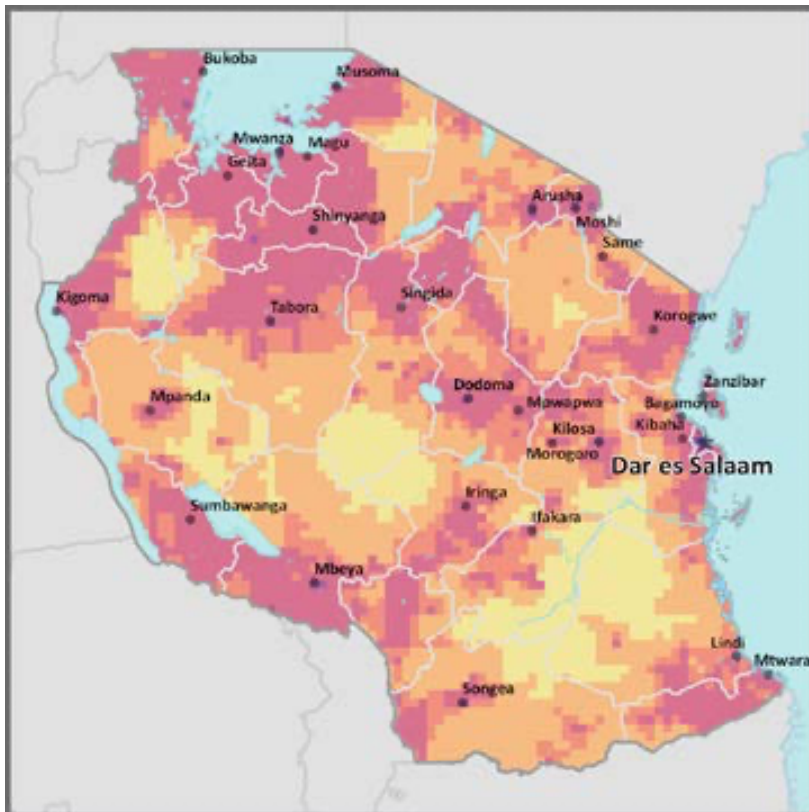 Bukoba
Musoma
Mwanza
Magu
Geita
Shinyanga
Arusha
Moshi
Same
Kigoma
Tabora
Singida
Korogwe
Mpanda
Dodoma
Mpwapwa
Zanzibar
Bagamoyo
Kilosa
Kibaha
Morogoro
Dar es Salaam
Sumbawanga
Iringa
Ifakara
Mbeya
Lindi
Mtwara
Songea